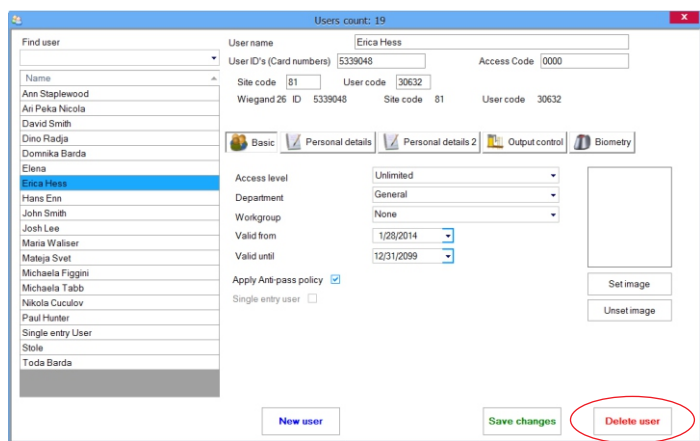 Users count: 19
x
Find user
Name
Ann Staplewood
Ari Peka Nicola
David Smith
Dino Radja
Domnika Barda
Elena
Erica Hess
Hans Enn
John Smith
Josh Lee
Maria Waliser
Mateja Svet
Michaela Figgini
Michaela Tabb
Nikola Cuculov
Paul Hunter
Single entry User
Stole
Toda Barda
User name Erica Hess
User ID's (Card numbers) 5339048 Access Code 0000
Site code 81 User code 30632
Wiegand 26 ID 5339048 Site code 81 User code 30632
Basic Personal details Personal details 2 Output control Biometry
Access level Unlimited
Department General
Workgroup None
Valid from 1/28/2014
Valid until 12/31/2099
Apply Anti-pass policy
Single entry user
Set image
Unset image
New user Save changes Delete user